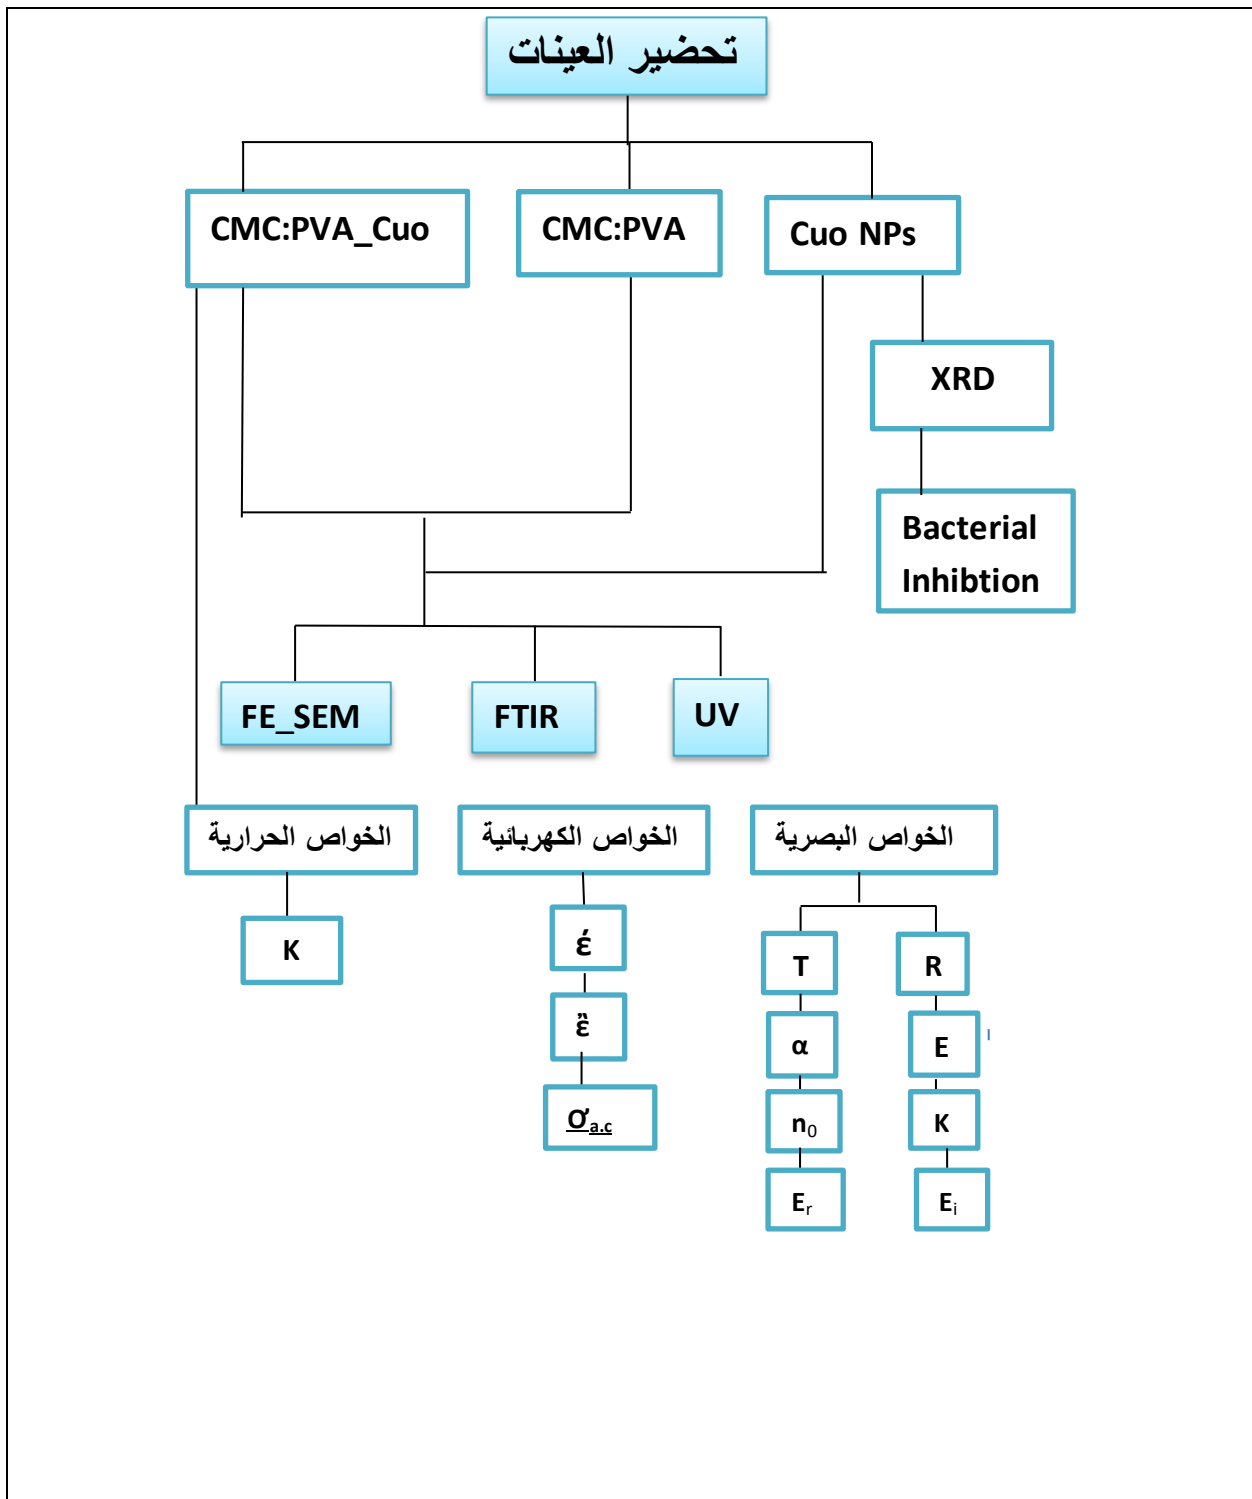 تحضير العينات
CMC:PVA_Cuo
CMC:PVA
Cuo NPs
XRD
Bacterial
Inhibtion
FE_SEM
FTIR
UV
الخواص الحرارية
الخواص الكهربائية
الخواص البصرية
K
έ
ἒ
Ơa.c
T
R
α
E
n0
K
Er
Ei